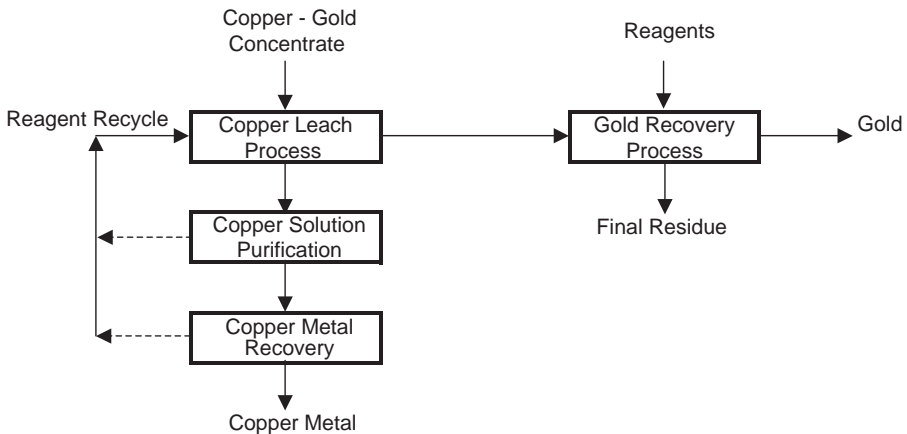 Copper - Gold
Concentrate
Reagents
Reagent Recycle
Copper Leach
Process
Gold Recovery
Process
Gold
Copper Solution
Purification
Final Residue
Copper Metal
Recovery
Copper Metal